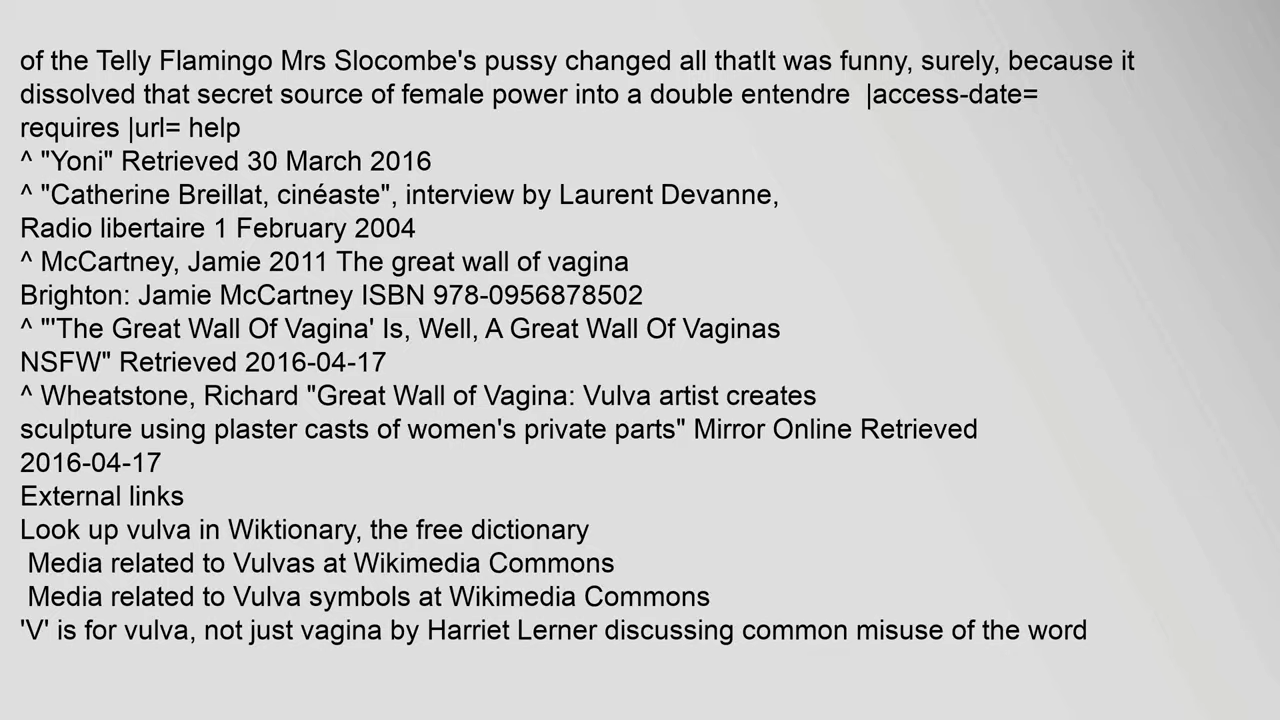 of the Telly Flamingo Mrs Slocombe's pussy changed all thatIt was funny, surely, because it
dissolved that secret source of female power into a double entendre  |access-date=
requires |url= help
^ "Yoni" Retrieved 30 March 2016
^ "Catherine Breillat, cinéaste", interview by Laurent Devanne,
Radio libertaire 1 February 2004
^ McCartney, Jamie 2011 The great wall of vagina
Brighton: Jamie McCartney ISBN 978-0956878502
^ "'The Great Wall Of Vagina' Is, Well, A Great Wall Of Vaginas
NSFW" Retrieved 2016-04-17
^ Wheatstone, Richard "Great Wall of Vagina: Vulva artist creates
sculpture using plaster casts of women's private parts" Mirror Online Retrieved
2016-04-17
External links
Look up vulva in Wiktionary, the free dictionary
Media related to Vulvas at Wikimedia Commons
Media related to Vulva symbols at Wikimedia Commons
'V' is for vulva, not just vagina by Harriet Lerner discussing common misuse of the word